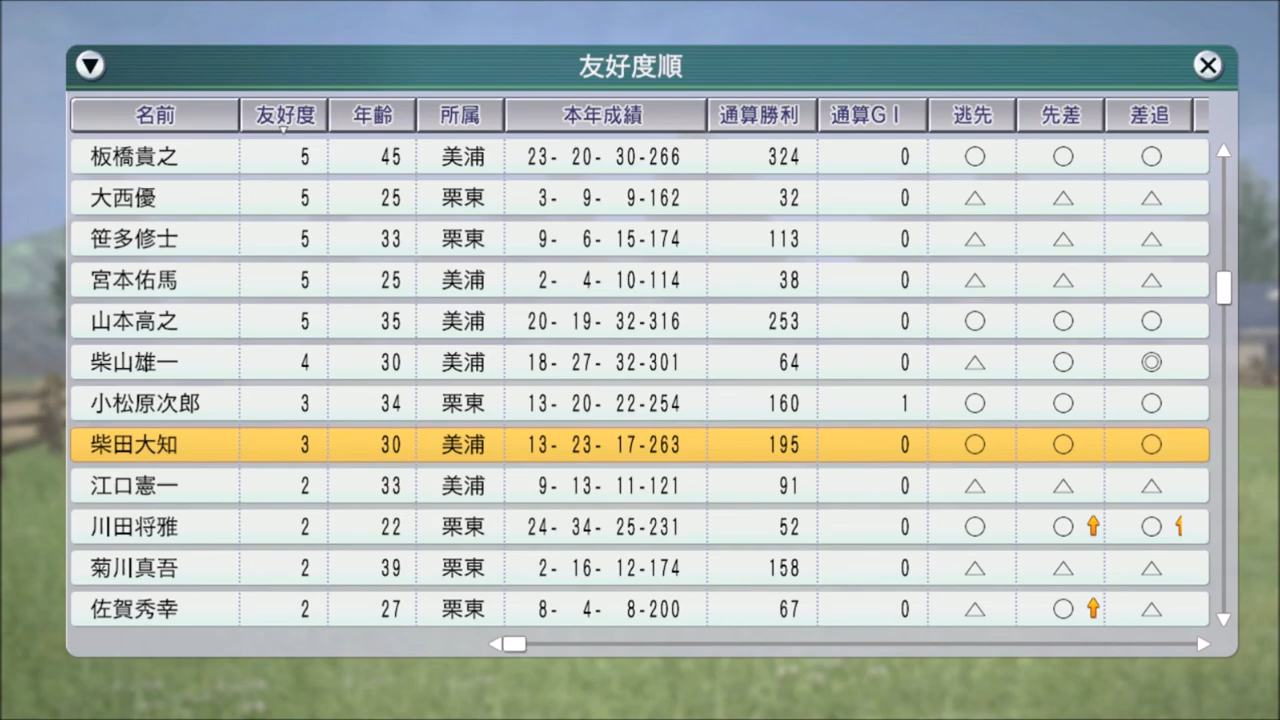 友好度順
名前 友好度 年齢 所属 本年成績 通算勝利 通算GⅠ 逃先 先差 差追
板橋貴之 5 45 美浦 23- 20- 30-266 324 0 ○ ○ ○
大西優 5 25 栗東 3- 9- 9-162 32 0 △ △ △
笹多修士 5 33 栗東 9- 6- 15-174 113 0 △ △ △
宮本佑馬 5 25 美浦 2- 4- 10-114 38 0 △ △ △
山本高之 5 35 美浦 20- 19- 32-316 253 0 ○ ○ ○
柴山雄一 4 30 美浦 18- 27- 32-301 64 0 △ ○ ◎
小松原次郎 3 34 栗東 13- 20- 22-254 160 1 ○ ○ ○
柴田大知 3 30 美浦 13- 23- 17-263 195 0 ○ ○ ○
江口憲一 2 33 美浦 9- 13- 11-121 91 0 △ △ △
川田将雅 2 22 栗東 24- 34- 25-231 52 0 ○ ○ ○
菊川真吾 2 39 栗東 2- 16- 12-174 158 0 △ △ △
佐賀秀幸 2 27 栗東 8- 4- 8-200 67 0 △ ○ △